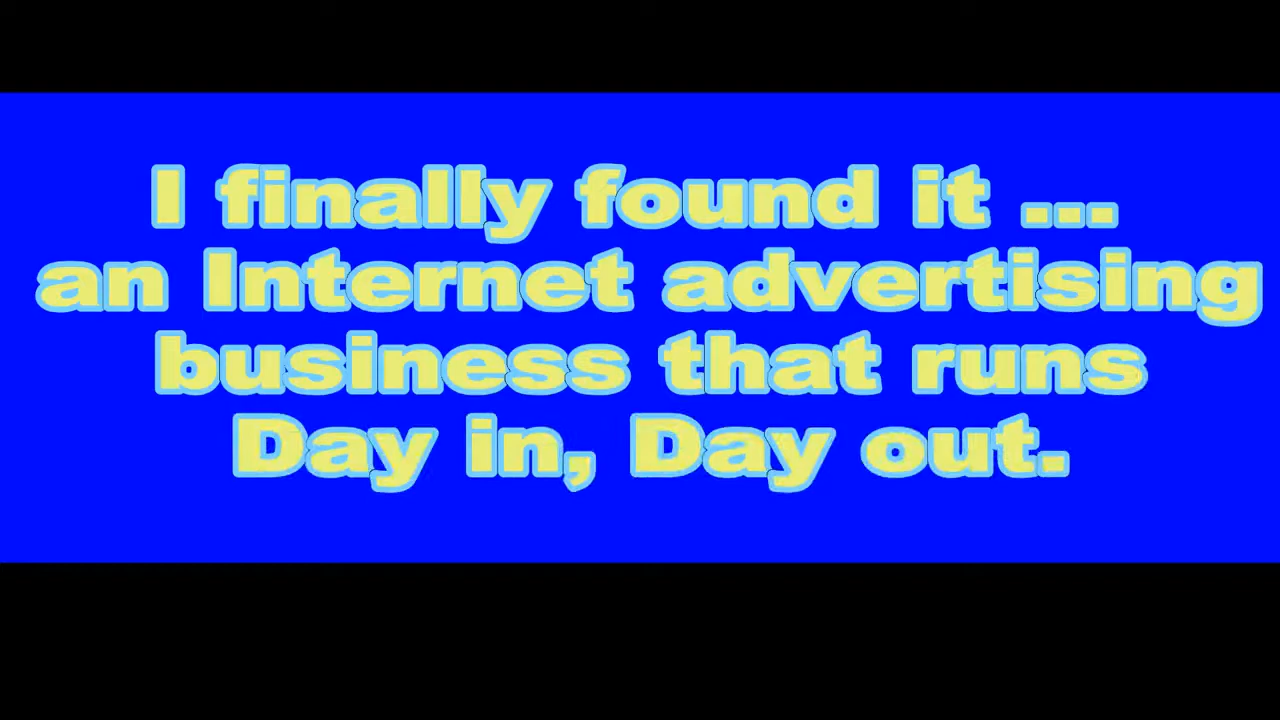 I finally found it ...
an Internet advertising
business that runs
Day in, Day out.